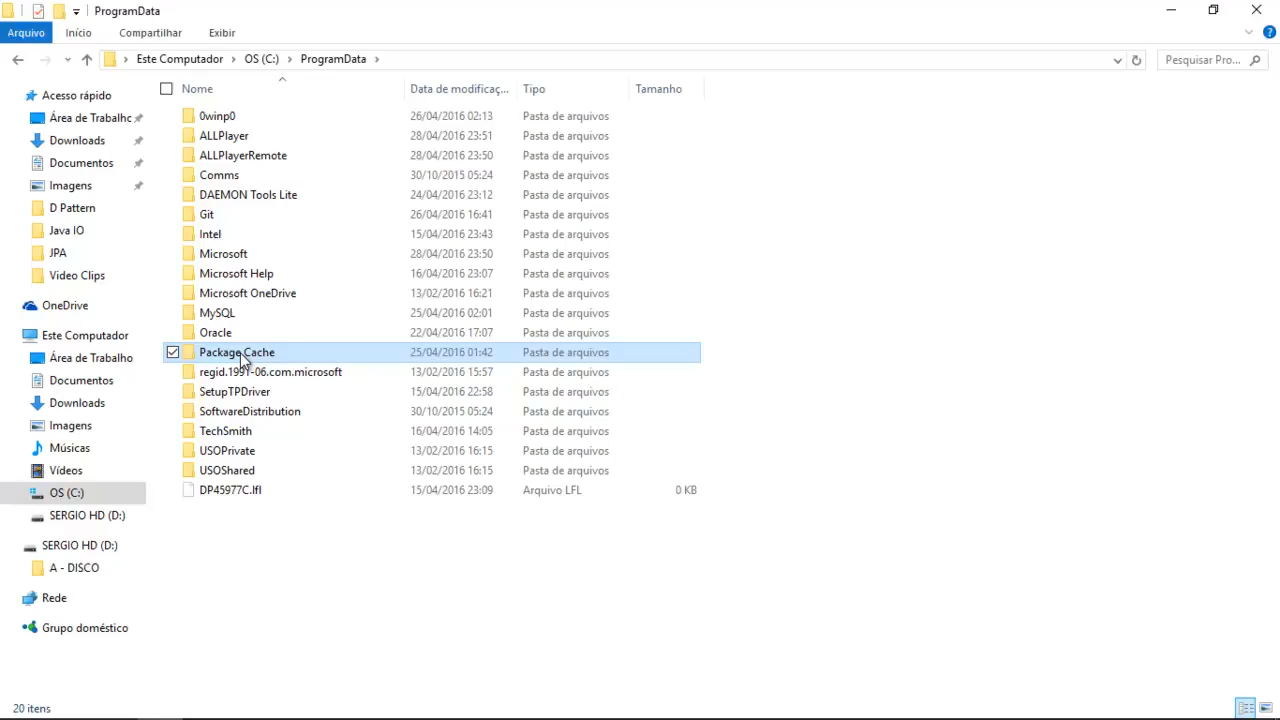 ProgramData
Arquivo Início Compartilhar Exibir
Este Computador OS (C:) ProgramData Pesquisar Pro...
Nome Data de modificaç... Tipo Tamanho
Acesso rápido
Área de Trabalho
Downloads
Documentos
Imagens
D Pattern
Java IO
JPA
Video Clips
OneDrive
Este Computador
Área de Trabalho
Documentos
Downloads
Imagens
Músicas
Vídeos
OS (C:)
SERGIO HD (D:)
SERGIO HD (D:)
A - DISCO
Rede
Grupo doméstico
0winp0 26/04/2016 02:13 Pasta de arquivos
ALLPlayer 28/04/2016 23:51 Pasta de arquivos
ALLPlayerRemote 28/04/2016 23:50 Pasta de arquivos
Comms 30/10/2015 05:24 Pasta de arquivos
DAEMON Tools Lite 24/04/2016 23:12 Pasta de arquivos
Git 26/04/2016 16:41 Pasta de arquivos
Intel 15/04/2016 23:43 Pasta de arquivos
Microsoft 28/04/2016 23:50 Pasta de arquivos
Microsoft Help 16/04/2016 23:07 Pasta de arquivos
Microsoft OneDrive 13/02/2016 16:21 Pasta de arquivos
MySQL 25/04/2016 02:01 Pasta de arquivos
Oracle 22/04/2016 17:07 Pasta de arquivos
Package Cache 25/04/2016 01:42 Pasta de arquivos
regid.1991-06.com.microsoft 13/02/2016 15:57 Pasta de arquivos
SetupTPDriver 15/04/2016 22:58 Pasta de arquivos
SoftwareDistribution 30/10/2015 05:24 Pasta de arquivos
TechSmith 16/04/2016 14:05 Pasta de arquivos
USOPrivate 13/02/2016 16:15 Pasta de arquivos
USOShared 13/02/2016 16:15 Pasta de arquivos
DP45977C.lfl 15/04/2016 23:09 Arquivo LFL 0 KB
20 itens